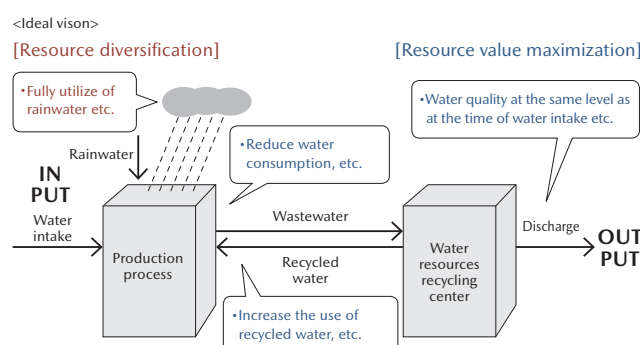 <Ideal vison>
[Resource diversification]
[Resource value maximization]
•Fully utilize of
rainwater etc.
•Water quality at the same level as
at the time of water intake etc.
•Reduce water
consumption, etc.
Rainwater
IN
PUT
Water
intake
Production
process
Wastewater
Recycled
water
Water
resources
recycling
center
Discharge
OUT
PUT
•Increase the use of
recycled water, etc.